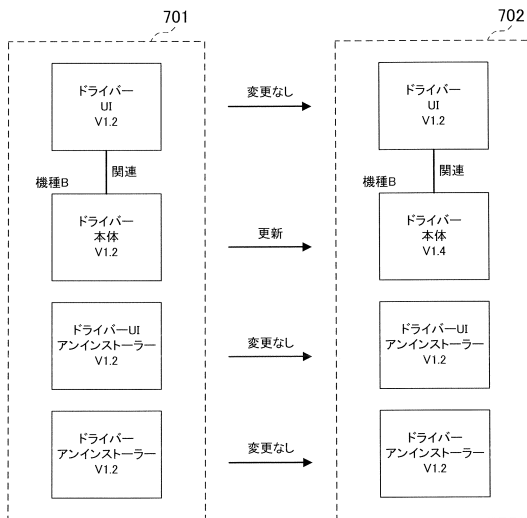 701
702
ドライバー
UI
V1.2
変更なし
ドライバー
UI
V1.2
機種B
関連
機種B
関連
ドライバー
本体
V1.2
更新
ドライバー
本体
V1.4
ドライバーUI
アンインストーラー
V1.2
変更なし
ドライバーUI
アンインストーラー
V1.2
ドライバー
アンインストーラー
V1.2
変更なし
ドライバー
アンインストーラー
V1.2